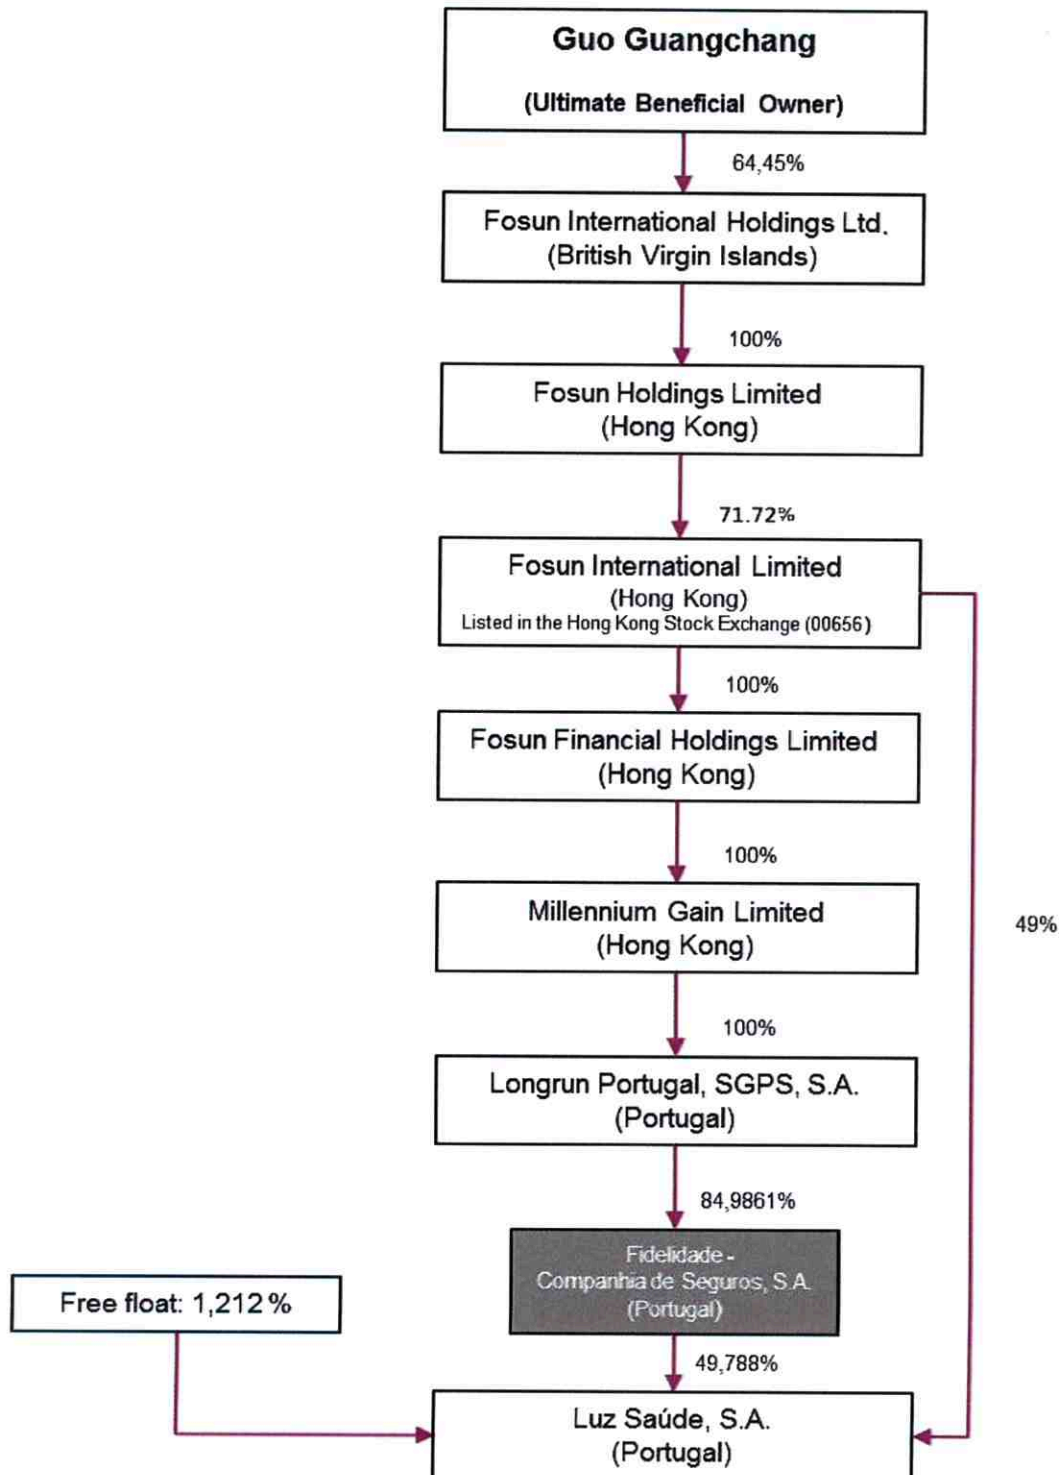 Guo Guangchang
(Ultimate Beneficial Owner)
64,45%
Fosun International Holdings Ltd.
(British Virgin Islands)
100%
Fosun Holdings Limited
(Hong Kong)
71.72%
Fosun International Limited
(Hong Kong)
Listed in the Hong Kong Stock Exchange (00656)
100%
Fosun Financial Holdings Limited
(Hong Kong)
100%
Millennium Gain Limited
(Hong Kong)
49%
100%
Longrun Portugal, SGPS, S.A.
(Portugal)
84,9861%
Fidelidade -
Companhia de Seguros, S.A.
(Portugal)
Free float: 1,212%
49,788%
Luz Saúde, S.A.
(Portugal)